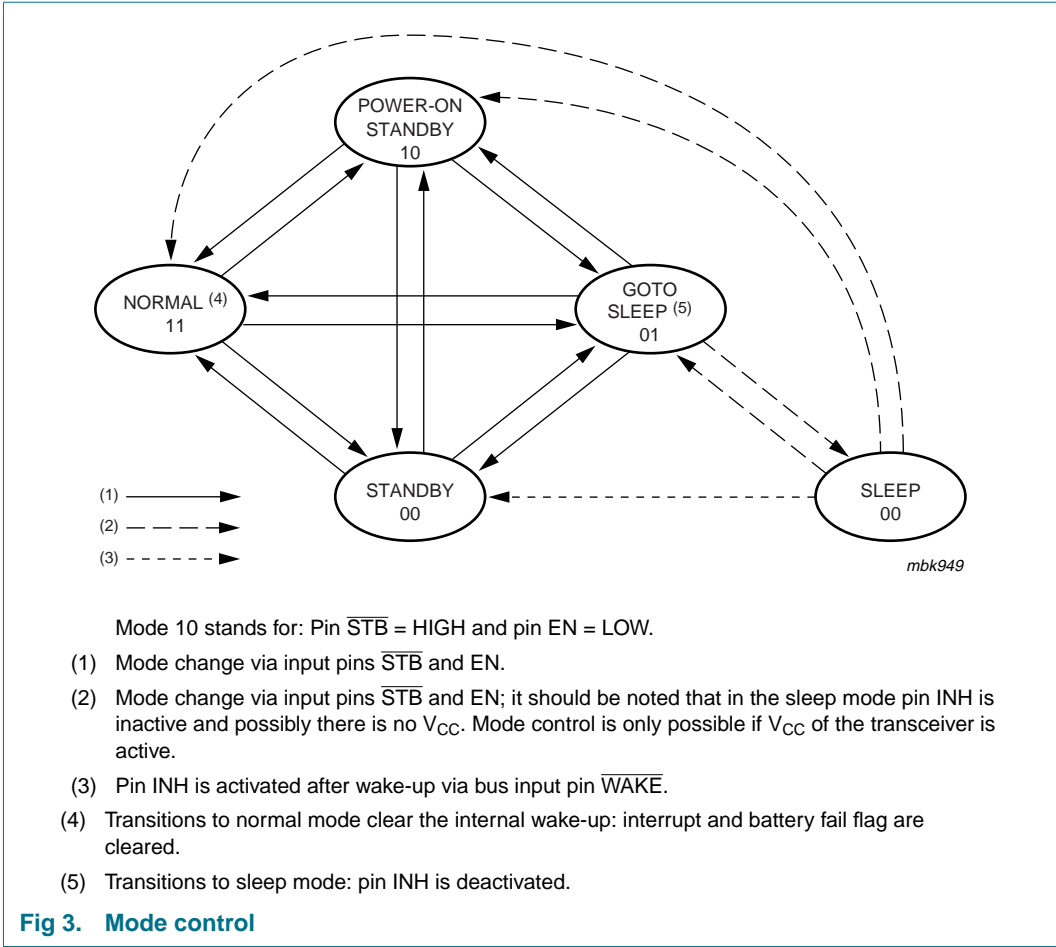 POWER-ON
STANDBY
10
NORMAL (4)
11
GOTO
SLEEP (5)
01
STANDBY
00
SLEEP
00
(1)
(2)
(3)
mbk949
Mode 10 stands for: Pin S̅T̅B̅ = HIGH and pin EN = LOW.
(1) Mode change via input pins S̅T̅B̅ and EN.
(2) Mode change via input pins S̅T̅B̅ and EN; it should be noted that in the sleep mode pin INH is
inactive and possibly there is no VCC. Mode control is only possible if VCC of the transceiver is
active.
(3) Pin INH is activated after wake-up via bus input pin W̅A̅K̅E̅.
(4) Transitions to normal mode clear the internal wake-up: interrupt and battery fail flag are
cleared.
(5) Transitions to sleep mode: pin INH is deactivated.
Fig 3. Mode control